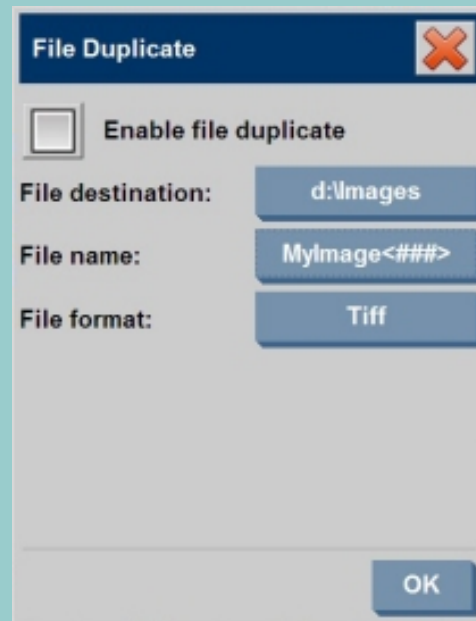 File Duplicate
Enable file duplicate
File destination: d:\Images
File name: MyImage<###>
File format: Tiff
OK